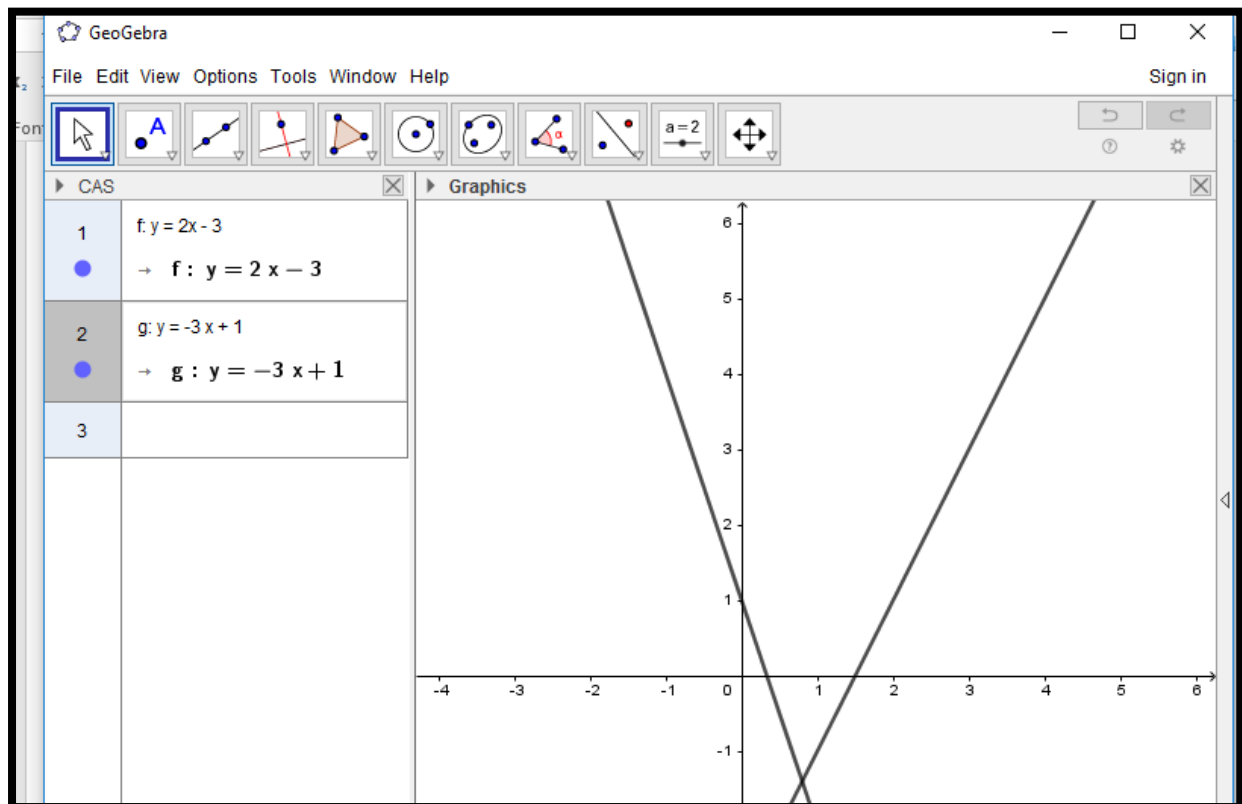 GeoGebra
File Edit View Options Tools Window Help Sign in
Fon
A
α
a=2
CAS
Graphics
1
f: y = 2x - 3
→ f : y = 2 x − 3
2
g: y = -3 x + 1
→ g : y = −3 x + 1
3
6
5
4
3
2
1
-4 -3 -2 -1 0 1 2 3 4 5 6
-1